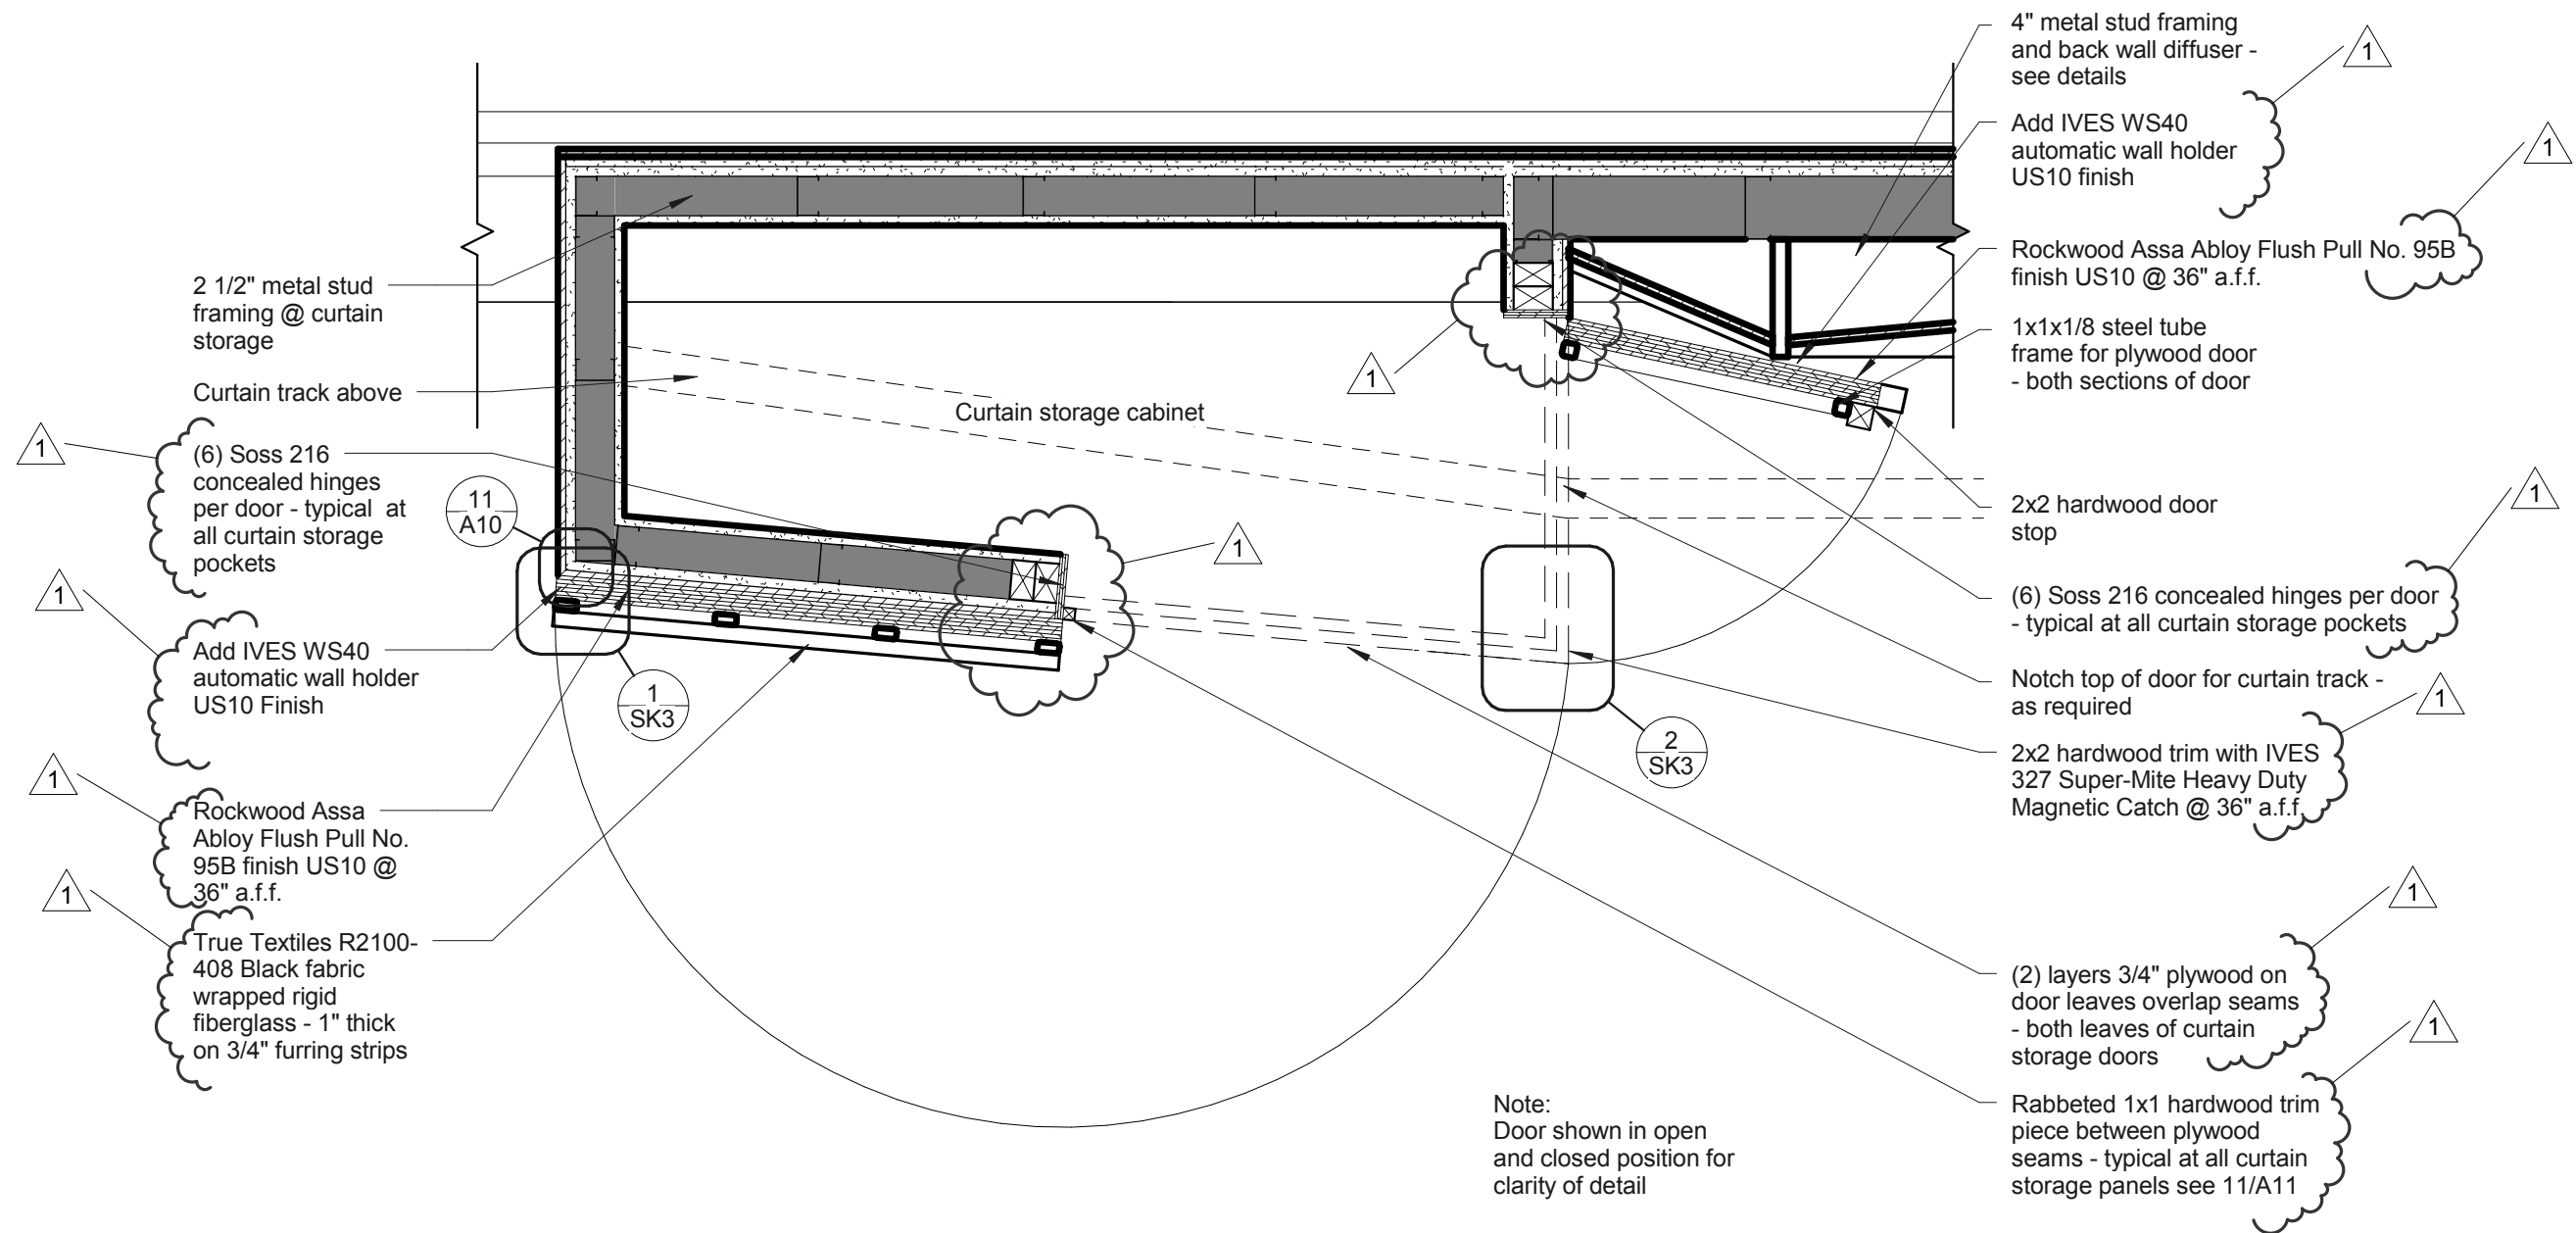 2 1/2" metal stud
framing @ curtain
storage
Curtain track above
1
(6) Soss 216
concealed hinges
per door - typical  at
all curtain storage
pockets
1
Add IVES WS40
automatic wall holder
US10 Finish
1
Rockwood Assa
Abloy Flush Pull No.
95B finish US10 @
36" a.f.f.
1
True Textiles R2100-
408 Black fabric
wrapped rigid
fiberglass - 1" thick
on 3/4" furring strips
11
A10
1
SK3
Curtain storage cabinet
1
1
2
SK3
Note:
Door shown in open
and closed position for
clarity of detail
4" metal stud framing
and back wall diffuser -
see details
1
Add IVES WS40
automatic wall holder
US10 finish
1
Rockwood Assa Abloy Flush Pull No. 95B
finish US10 @ 36" a.f.f.
1x1x1/8 steel tube
frame for plywood door
- both sections of door
2x2 hardwood door
stop
1
(6) Soss 216 concealed hinges per door
- typical at all curtain storage pockets
Notch top of door for curtain track -
as required
1
2x2 hardwood trim with IVES
327 Super-Mite Heavy Duty
Magnetic Catch @ 36" a.f.f.
1
(2) layers 3/4" plywood on
door leaves overlap seams
- both leaves of curtain
storage doors
1
Rabbeted 1x1 hardwood trim
piece between plywood
seams - typical at all curtain
storage panels see 11/A11